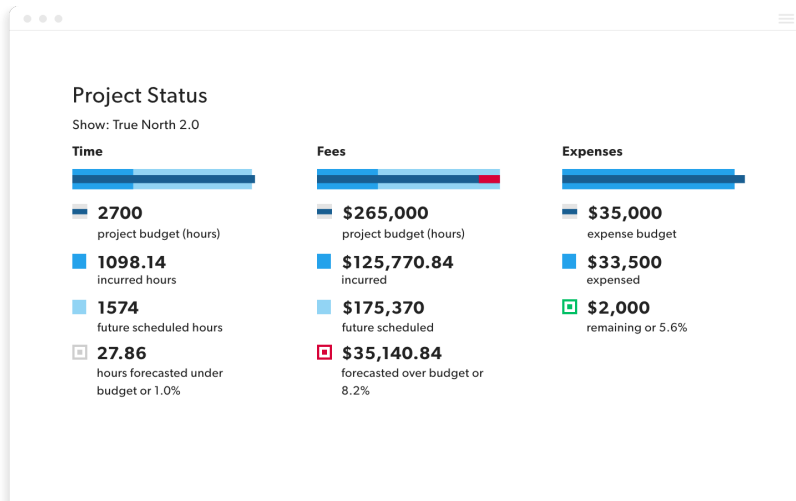 Project Status
Show: True North 2.0
Time
2700
project budget (hours)
1098.14
incurred hours
1574
future scheduled hours
27.86
hours forecasted under
budget or 1.0%
Fees
$265,000
project budget (hours)
$125,770.84
incurred
$175,370
future scheduled
$35,140.84
forecasted over budget or
8.2%
Expenses
$35,000
expense budget
$33,500
expensed
$2,000
remaining or 5.6%